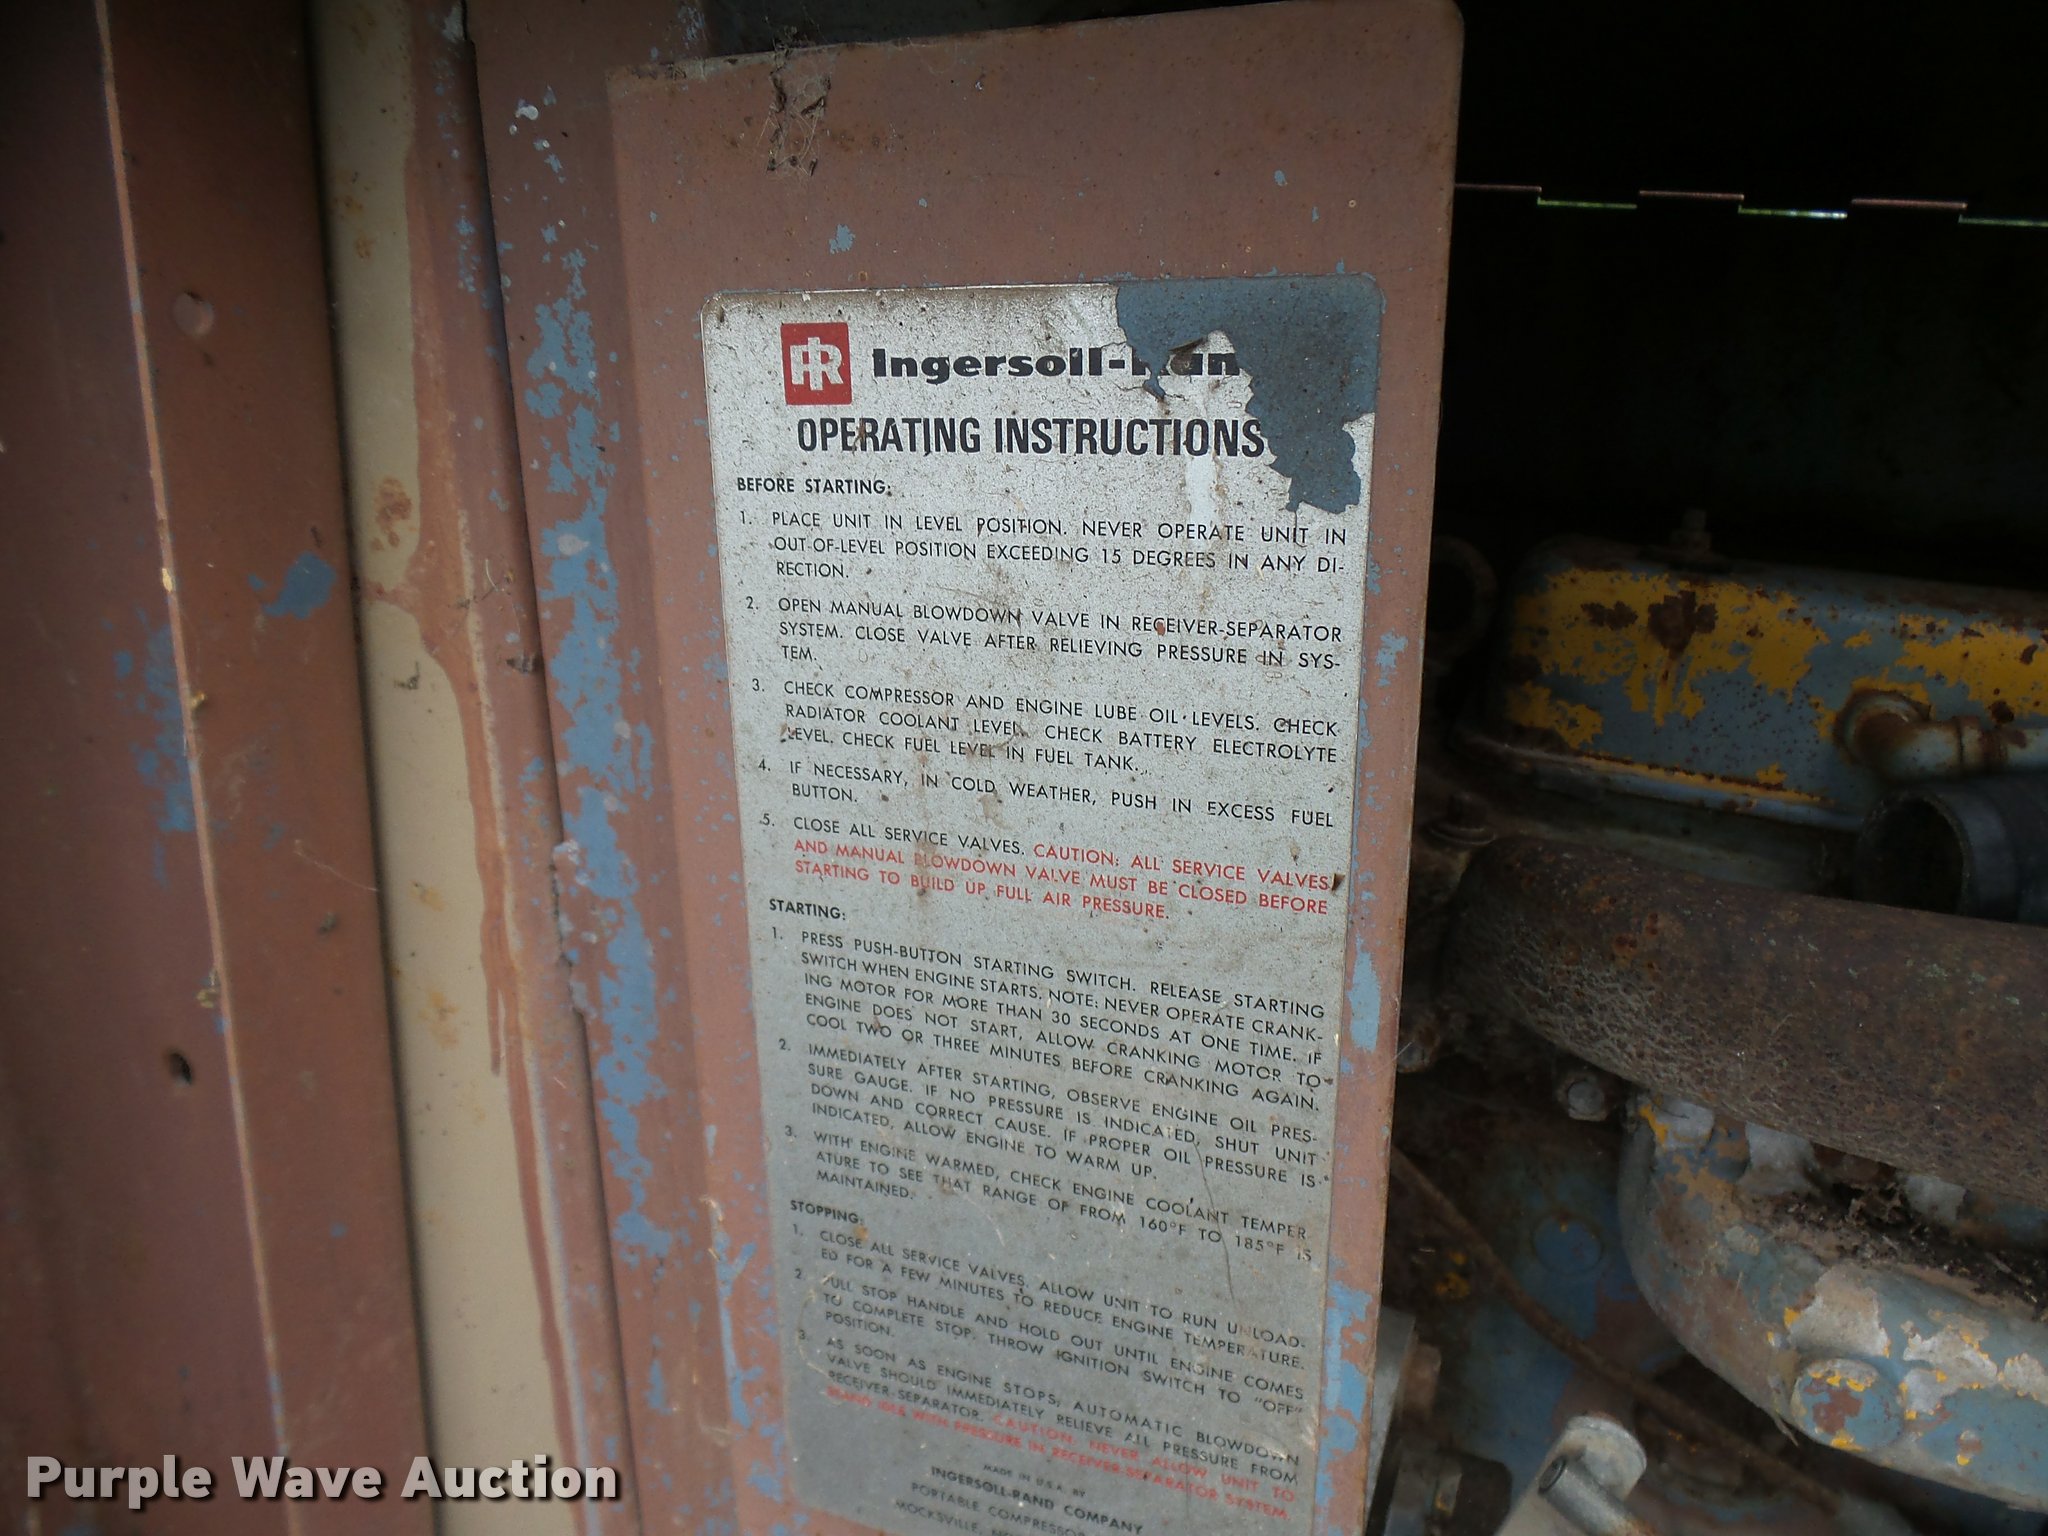 IR Ingersoll-Ran
OPERATING INSTRUCTIONS
BEFORE STARTING:
1. PLACE UNIT IN LEVEL POSITION. NEVER OPERATE UNIT IN
OUT-OF-LEVEL POSITION EXCEEDING 15 DEGREES IN ANY DI-
RECTION.
2. OPEN MANUAL BLOWDOWN VALVE IN RECEIVER-SEPARATOR
SYSTEM. CLOSE VALVE AFTER RELIEVING PRESSURE IN SYS-
TEM.
3. CHECK COMPRESSOR AND ENGINE LUBE OIL LEVELS. CHECK
RADIATOR COOLANT LEVEL. CHECK BATTERY ELECTROLYTE
LEVEL. CHECK FUEL LEVEL IN FUEL TANK.
4. IF NECESSARY, IN COLD WEATHER, PUSH IN EXCESS FUEL
BUTTON.
5. CLOSE ALL SERVICE VALVES. CAUTION: ALL SERVICE VALVES
AND MANUAL BLOWDOWN VALVE MUST BE CLOSED BEFORE
STARTING TO BUILD UP FULL AIR PRESSURE.
STARTING:
1. PRESS PUSH-BUTTON STARTING SWITCH. RELEASE STARTING
SWITCH WHEN ENGINE STARTS. NOTE: NEVER OPERATE CRANK-
ING MOTOR FOR MORE THAN 30 SECONDS AT ONE TIME. IF
ENGINE DOES NOT START, ALLOW CRANKING MOTOR TO
COOL TWO OR THREE MINUTES BEFORE CRANKING AGAIN.
2. IMMEDIATELY AFTER STARTING, OBSERVE ENGINE OIL PRES-
SURE GAUGE. IF NO PRESSURE IS INDICATED, SHUT UNIT
DOWN AND CORRECT CAUSE. IF PROPER OIL PRESSURE IS
INDICATED, ALLOW ENGINE TO WARM UP.
3. WITH ENGINE WARMED, CHECK ENGINE COOLANT TEMPER
ATURE TO SEE THAT RANGE OF FROM 160°F TO 185°F IS
MAINTAINED.
STOPPING:
1. CLOSE ALL SERVICE VALVES. ALLOW UNIT TO RUN UNLOAD-
ED FOR A FEW MINUTES TO REDUCE ENGINE TEMPERATURE.
2. PULL STOP HANDLE AND HOLD OUT UNTIL ENGINE COMES
TO COMPLETE STOP. THROW IGNITION SWITCH TO "OFF"
POSITION.
3. AS SOON AS ENGINE STOPS, AUTOMATIC BLOWDOWN
VALVE SHOULD IMMEDIATELY RELIEVE ALL PRESSURE FROM
RECEIVER-SEPARATOR. CAUTION: NEVER ALLOW UNIT TO
STAND IDLE WITH PRESSURE IN RECEIVER-SEPARATOR SYSTEM.
MADE IN U.S.A. BY
INGERSOLL-RAND COMPANY
PORTABLE COMPRESSOR
MOCKSVILLE,
Purple Wave Auction